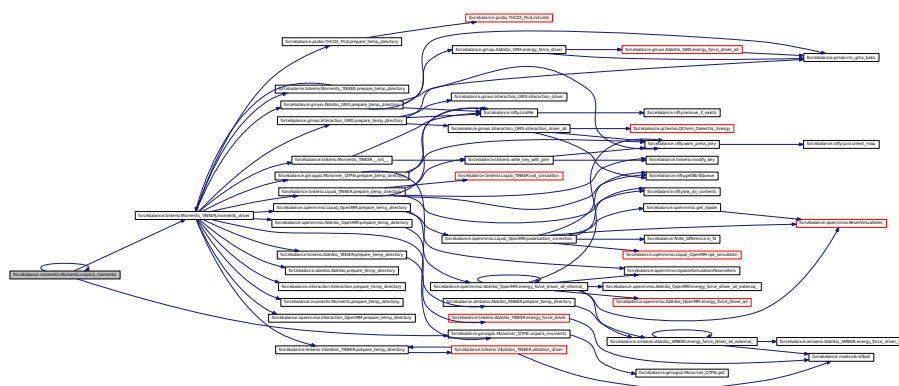 forcebalance.psiio.THCDF_Psi4.indicate
forcebalance.psiio.THCDF_Psi4.prepare_temp_directory
forcebalance.gmxio.AbInitio_GMX.energy_force_driver
forcebalance.gmxio.AbInitio_GMX.energy_force_driver_all
forcebalance.gmxio.rm_gmx_baks
forcebalance.tinkerio.Moments_TINKER.prepare_temp_directory
forcebalance.gmxio.AbInitio_GMX.prepare_temp_directory
forcebalance.gmxio.Interaction_GMX.interaction_driver
forcebalance.nifty.LinkFile
forcebalance.nifty.remove_if_exists
forcebalance.gmxio.Interaction_GMX.prepare_temp_directory
forcebalance.gmxio.Interaction_GMX.interaction_driver_all
forcebalance.qchemio.QChem_Dielectric_Energy
forcebalance.nifty.warn_press_key
forcebalance.nifty.concurrent_map
forcebalance.tinkerio.Moments_TINKER.__init__
forcebalance.tinkerio.write_key_with_prm
forcebalance.tinkerio.modify_key
forcebalance.gmxqpio.Monomer_QTPIE.prepare_temp_directory
forcebalance.tinkerio.Liquid_TINKER.npt_simulation
forcebalance.nifty.getWorkQueue
forcebalance.tinkerio.Liquid_TINKER.prepare_temp_directory
forcebalance.nifty.link_dir_contents
forcebalance.openmmio.Liquid_OpenMM.prepare_temp_directory
forcebalance.openmmio.get_dipole
forcebalance.tinkerio.Moments_TINKER.moments_driver
forcebalance.openmmio.AbInitio_OpenMM.prepare_temp_directory
forcebalance.openmmio.ResetVirtualSites
forcebalance.openmmio.Liquid_OpenMM.polarization_correction
forcebalance.finite_difference.in_fd
forcebalance.openmmio.Liquid_OpenMM.npt_simulation
forcebalance.tinkerio.AbInitio_TINKER.prepare_temp_directory
forcebalance.abinitio.AbInitio.prepare_temp_directory
forcebalance.openmmio.UpdateSimulationParameters
forcebalance.moments.Moments.unpack_moments
forcebalance.interaction.Interaction.prepare_temp_directory
forcebalance.openmmio.AbInitio_OpenMM.energy_force_driver_all_internal_
forcebalance.openmmio.AbInitio_OpenMM.energy_force_driver_all_external_
forcebalance.moments.Moments.prepare_temp_directory
forcebalance.amberio.AbInitio_AMBER.prepare_temp_directory
forcebalance.openmmio.AbInitio_OpenMM.energy_force_driver_all
forcebalance.openmmio.Interaction_OpenMM.prepare_temp_directory
forcebalance.tinkerio.AbInitio_TINKER.energy_force_driver
forcebalance.gmxqpio.Monomer_QTPIE.unpack_moments
forcebalance.amberio.AbInitio_AMBER.energy_force_driver_all_external_
forcebalance.tinkerio.Vibration_TINKER.prepare_temp_directory
forcebalance.tinkerio.Vibration_TINKER.vibration_driver
forcebalance.molecule.isfloat
forcebalance.gmxqpio.Monomer_QTPIE.get